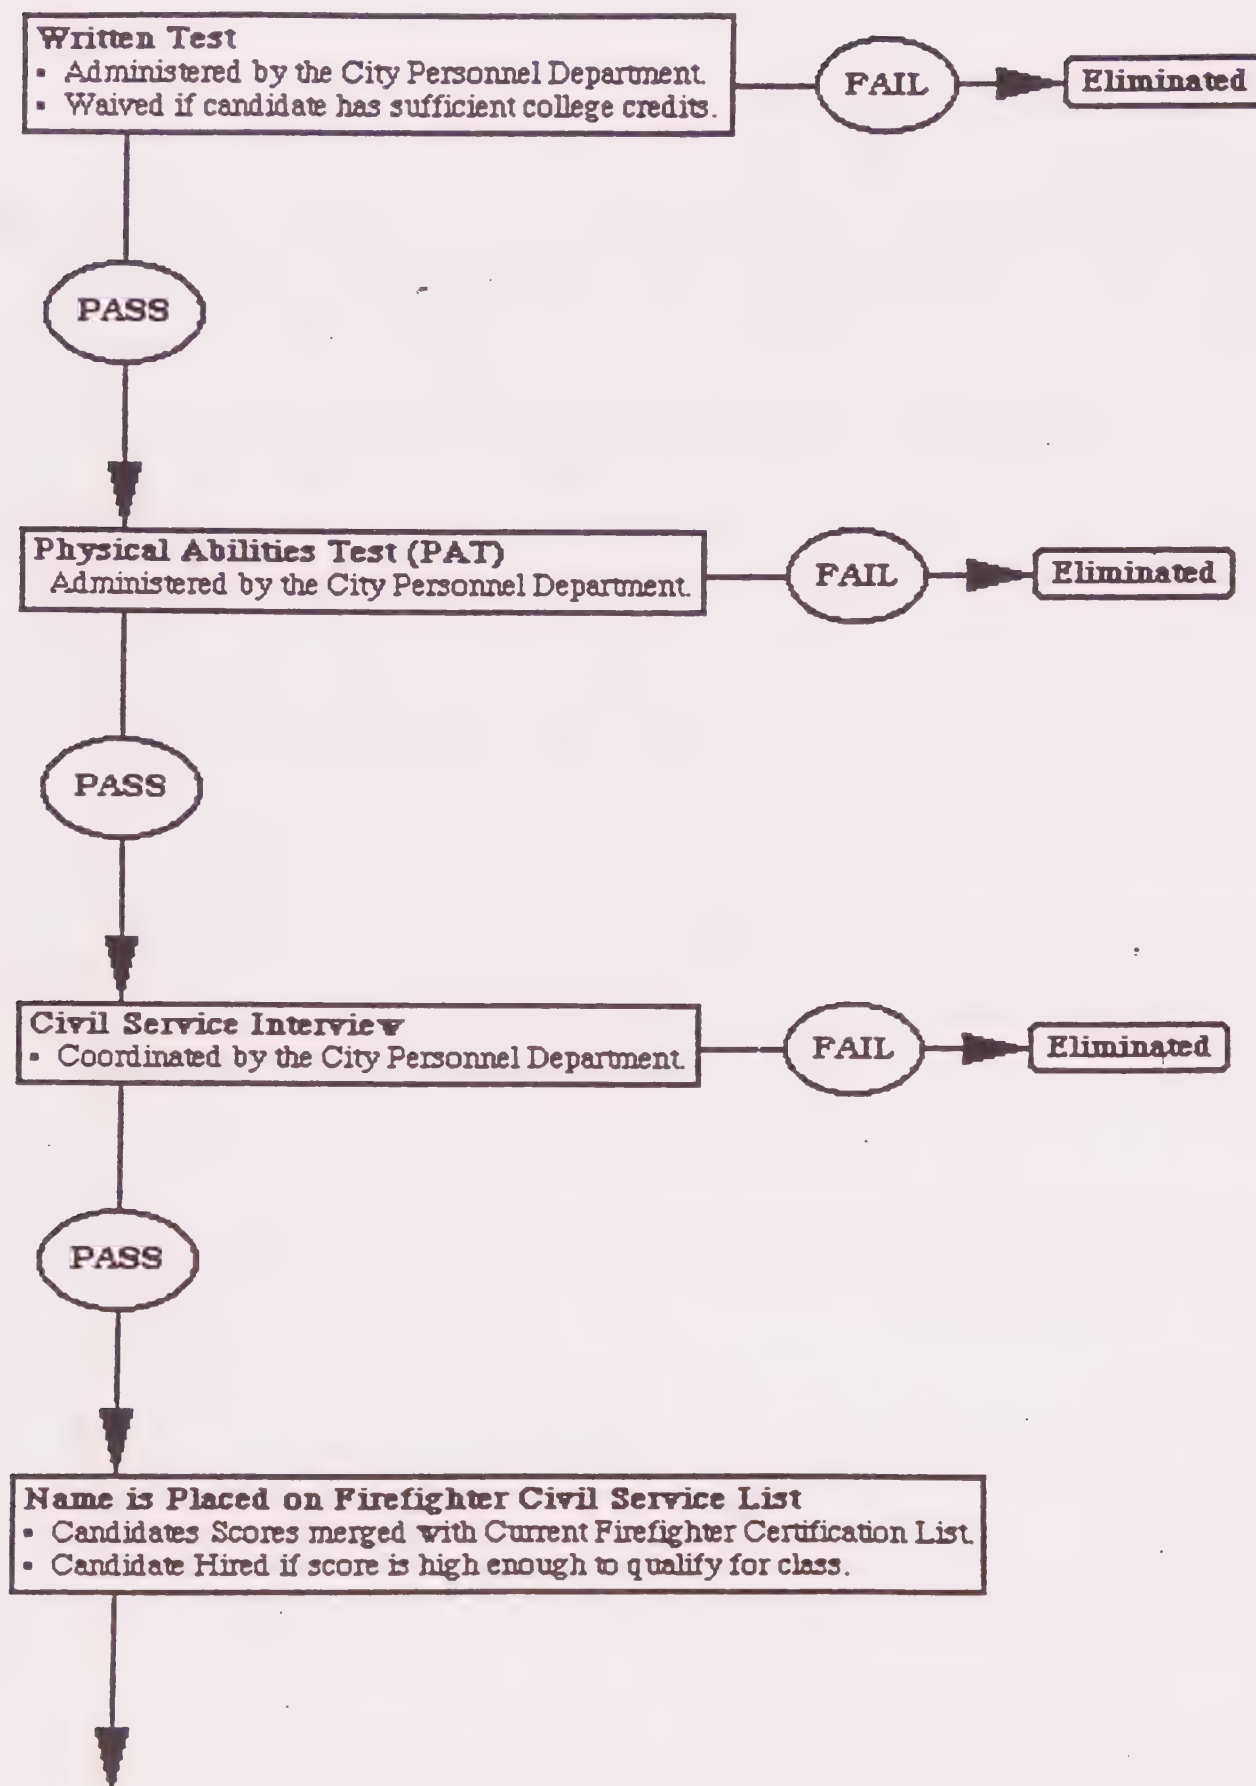 Written Test
▪ Administered by the City Personnel Department.
▪ Waived if candidate has sufficient college credits.
FAIL
Eliminated
PASS
Physical Abilities Test (PAT)
Administered by the City Personnel Department.
FAIL
Eliminated
PASS
Civil Service Interview
▪ Coordinated by the City Personnel Department.
FAIL
Eliminated
PASS
Name is Placed on Firefighter Civil Service List
▪ Candidates Scores merged with Current Firefighter Certification List.
▪ Candidate Hired if score is high enough to qualify for class.